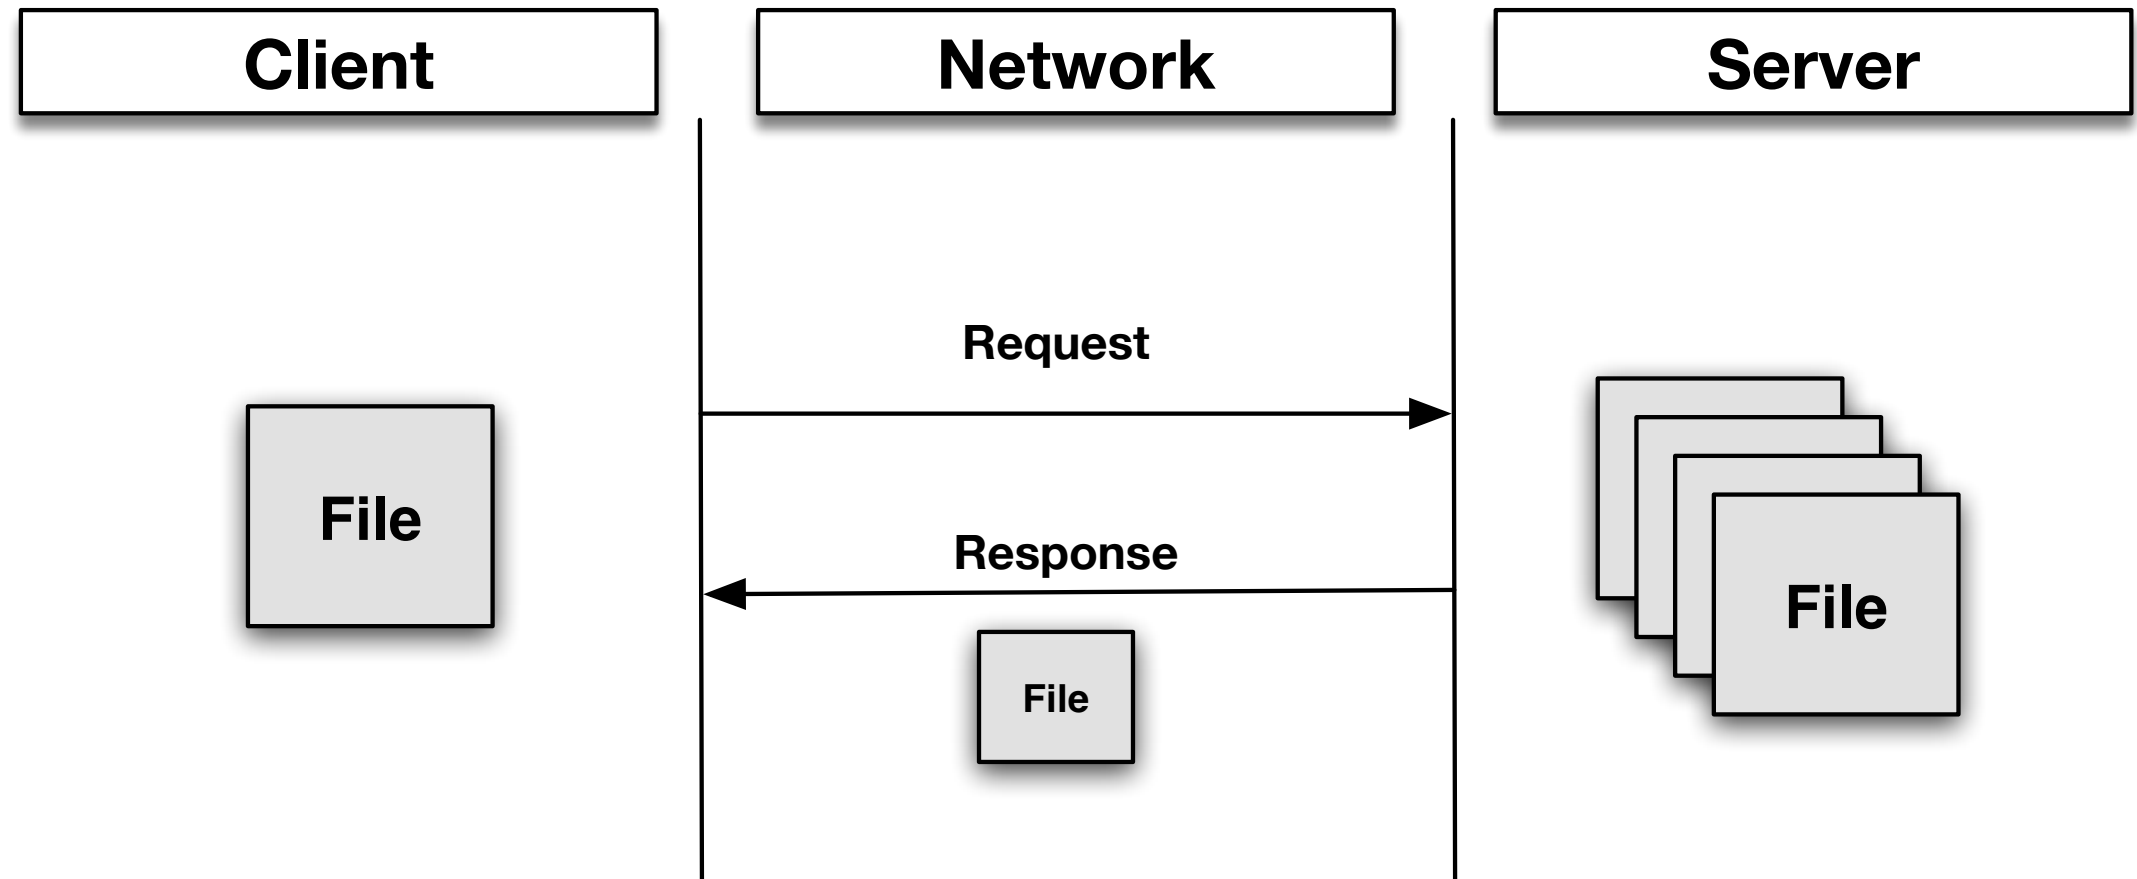 Client
Network
Server
Request
File
Response
File
File